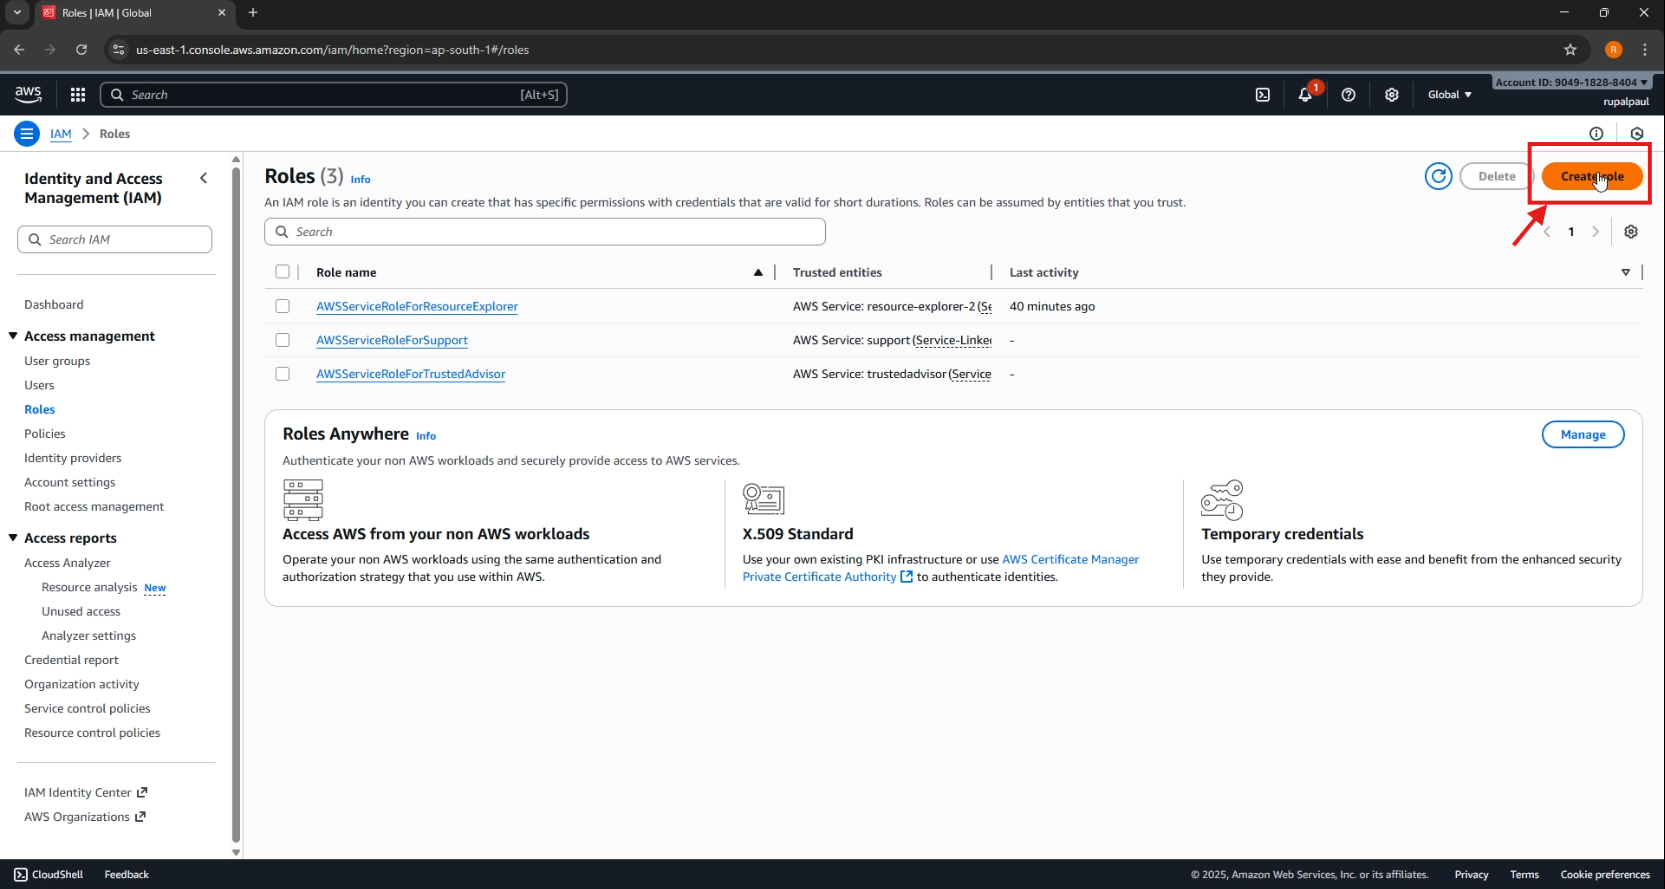 Roles | IAM | Global
us-east-1.console.aws.amazon.com/iam/home?region=ap-south-1#/roles
R
aws
Search
[Alt+S]
1
Global
Account ID: 9049-1828-8404
rupalpaul
IAM
Roles
Identity and Access
Management (IAM)
Search IAM
Dashboard
Access management
User groups
Users
Roles
Policies
Identity providers
Account settings
Root access management
Access reports
Access Analyzer
Resource analysis New
Unused access
Analyzer settings
Credential report
Organization activity
Service control policies
Resource control policies
IAM Identity Center
AWS Organizations
Roles (3) Info
Delete
Create role
An IAM role is an identity you can create that has specific permissions with credentials that are valid for short durations. Roles can be assumed by entities that you trust.
Search
1
Role name
Trusted entities
Last activity
AWSServiceRoleForResourceExplorer
AWS Service: resource-explorer-2 (Se
40 minutes ago
AWSServiceRoleForSupport
AWS Service: support (Service-Linke
-
AWSServiceRoleForTrustedAdvisor
AWS Service: trustedadvisor (Service
-
Roles Anywhere Info
Manage
Authenticate your non AWS workloads and securely provide access to AWS services.
Access AWS from your non AWS workloads
Operate your non AWS workloads using the same authentication and
authorization strategy that you use within AWS.
X.509 Standard
Use your own existing PKI infrastructure or use AWS Certificate Manager
Private Certificate Authority to authenticate identities.
Temporary credentials
Use temporary credentials with ease and benefit from the enhanced security
they provide.
CloudShell
Feedback
© 2025, Amazon Web Services, Inc. or its affiliates.
Privacy
Terms
Cookie preferences